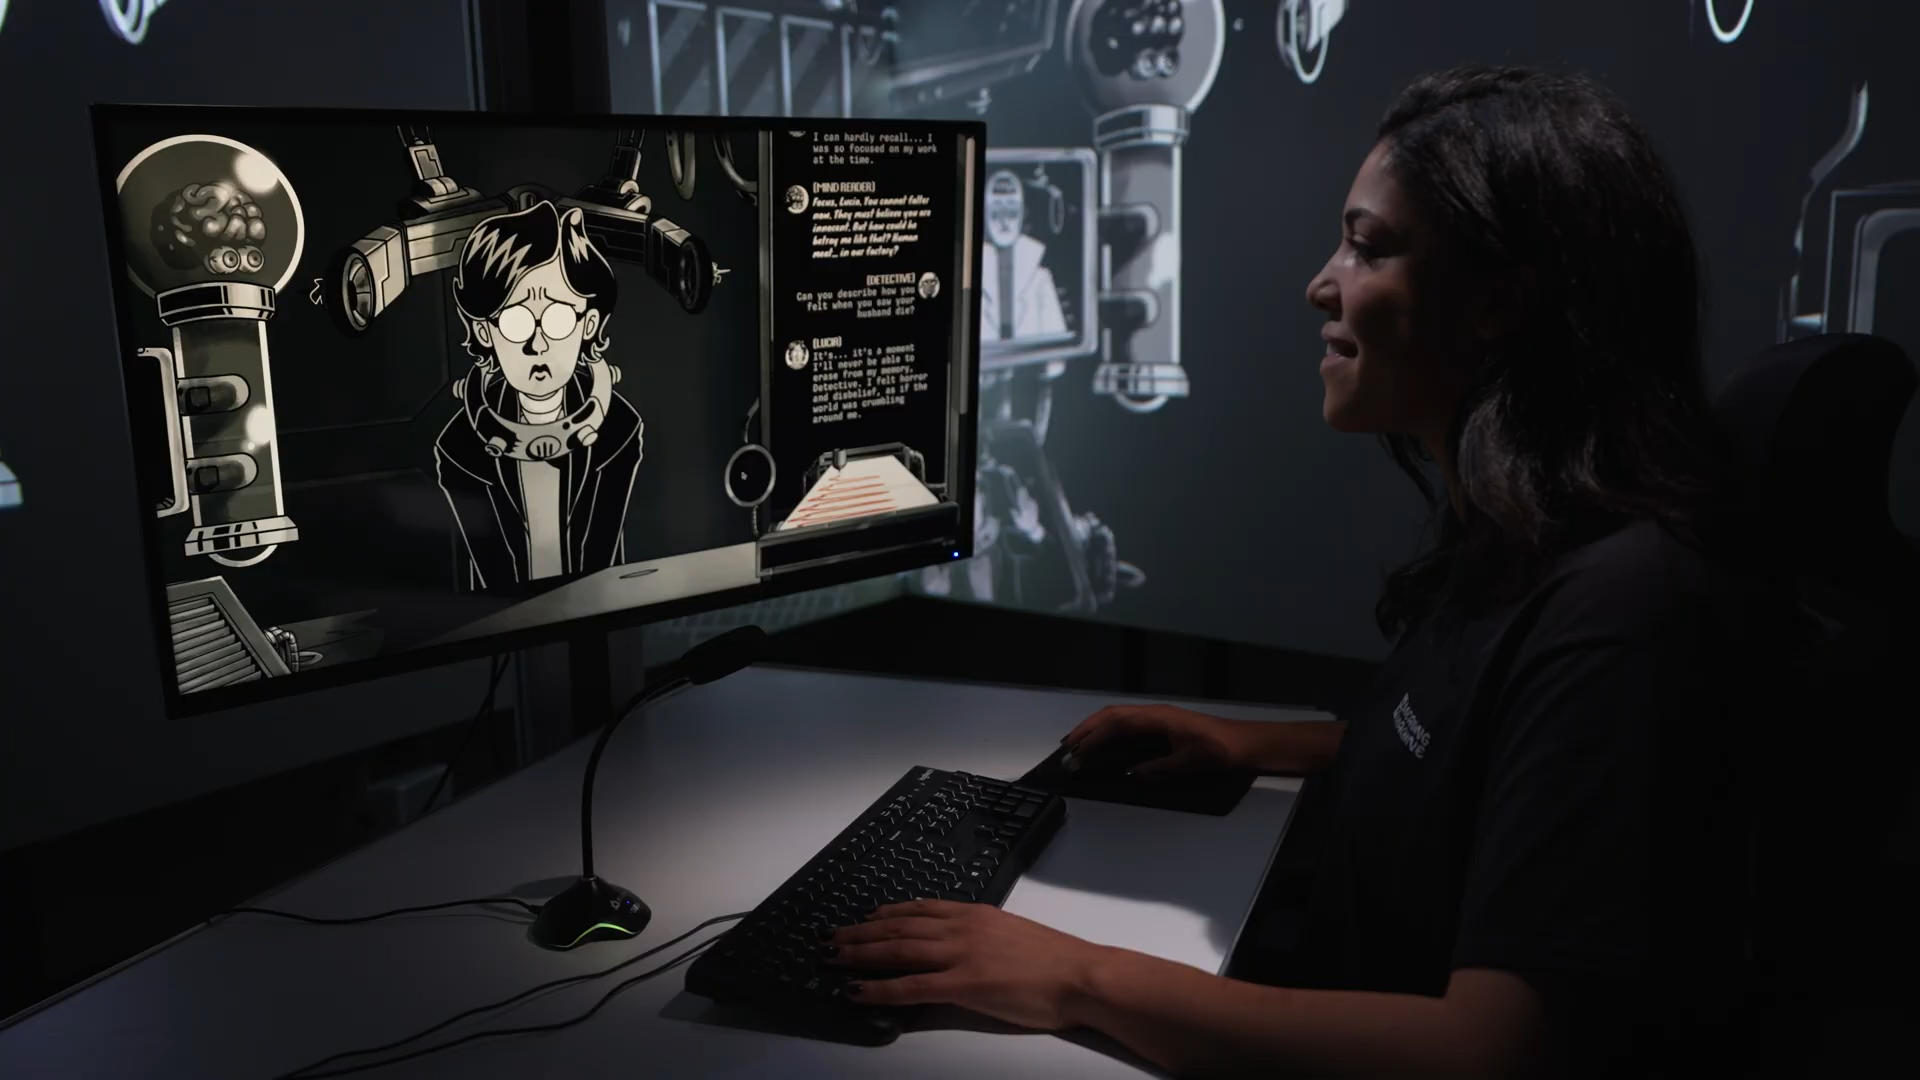 I can hardly recall... I
was so focused on my work
at the time.
[MIND READER]
Focus, Lucia. You cannot falter
now. They must believe you are
innocent. But how could he
betray me like that? Human
meat... in our factory?
[DETECTIVE]
Can you describe how you
felt when you saw your
husband die?
[LUCIA]
It's... it's a moment
I'll never be able to
erase from my memory,
Detective. I felt horror
and disbelief, as if the
world was crumbling
around me.